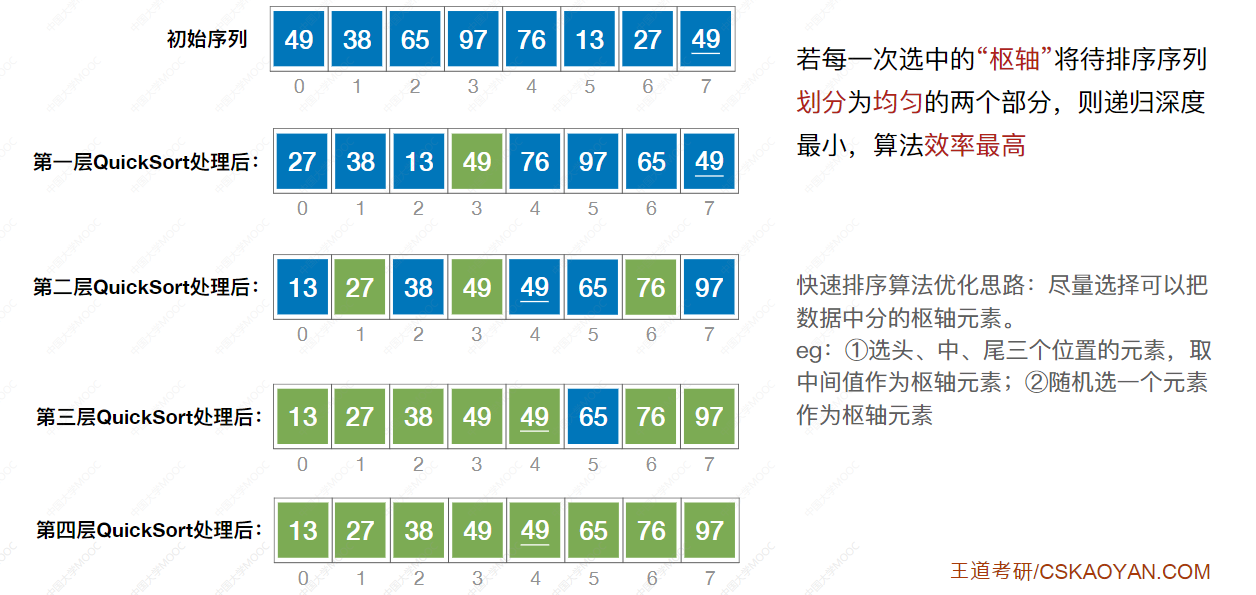 初始序列 49 38 65 97 76 13 27 49
0 1 2 3 4 5 6 7
第一层QuickSort处理后： 27 38 13 49 76 97 65 49
0 1 2 3 4 5 6 7
第二层QuickSort处理后： 13 27 38 49 49 65 76 97
0 1 2 3 4 5 6 7
第三层QuickSort处理后： 13 27 38 49 49 65 76 97
0 1 2 3 4 5 6 7
第四层QuickSort处理后： 13 27 38 49 49 65 76 97
0 1 2 3 4 5 6 7
若每一次选中的“枢轴”将待排序序列
划分为均匀的两个部分，则递归深度
最小，算法效率最高
快速排序算法优化思路：尽量选择可以把
数据中分的枢轴元素。
eg：①选头、中、尾三个位置的元素，取
中间值作为枢轴元素；②随机选一个元素
作为枢轴元素
王道考研/CSKAOYAN.COM